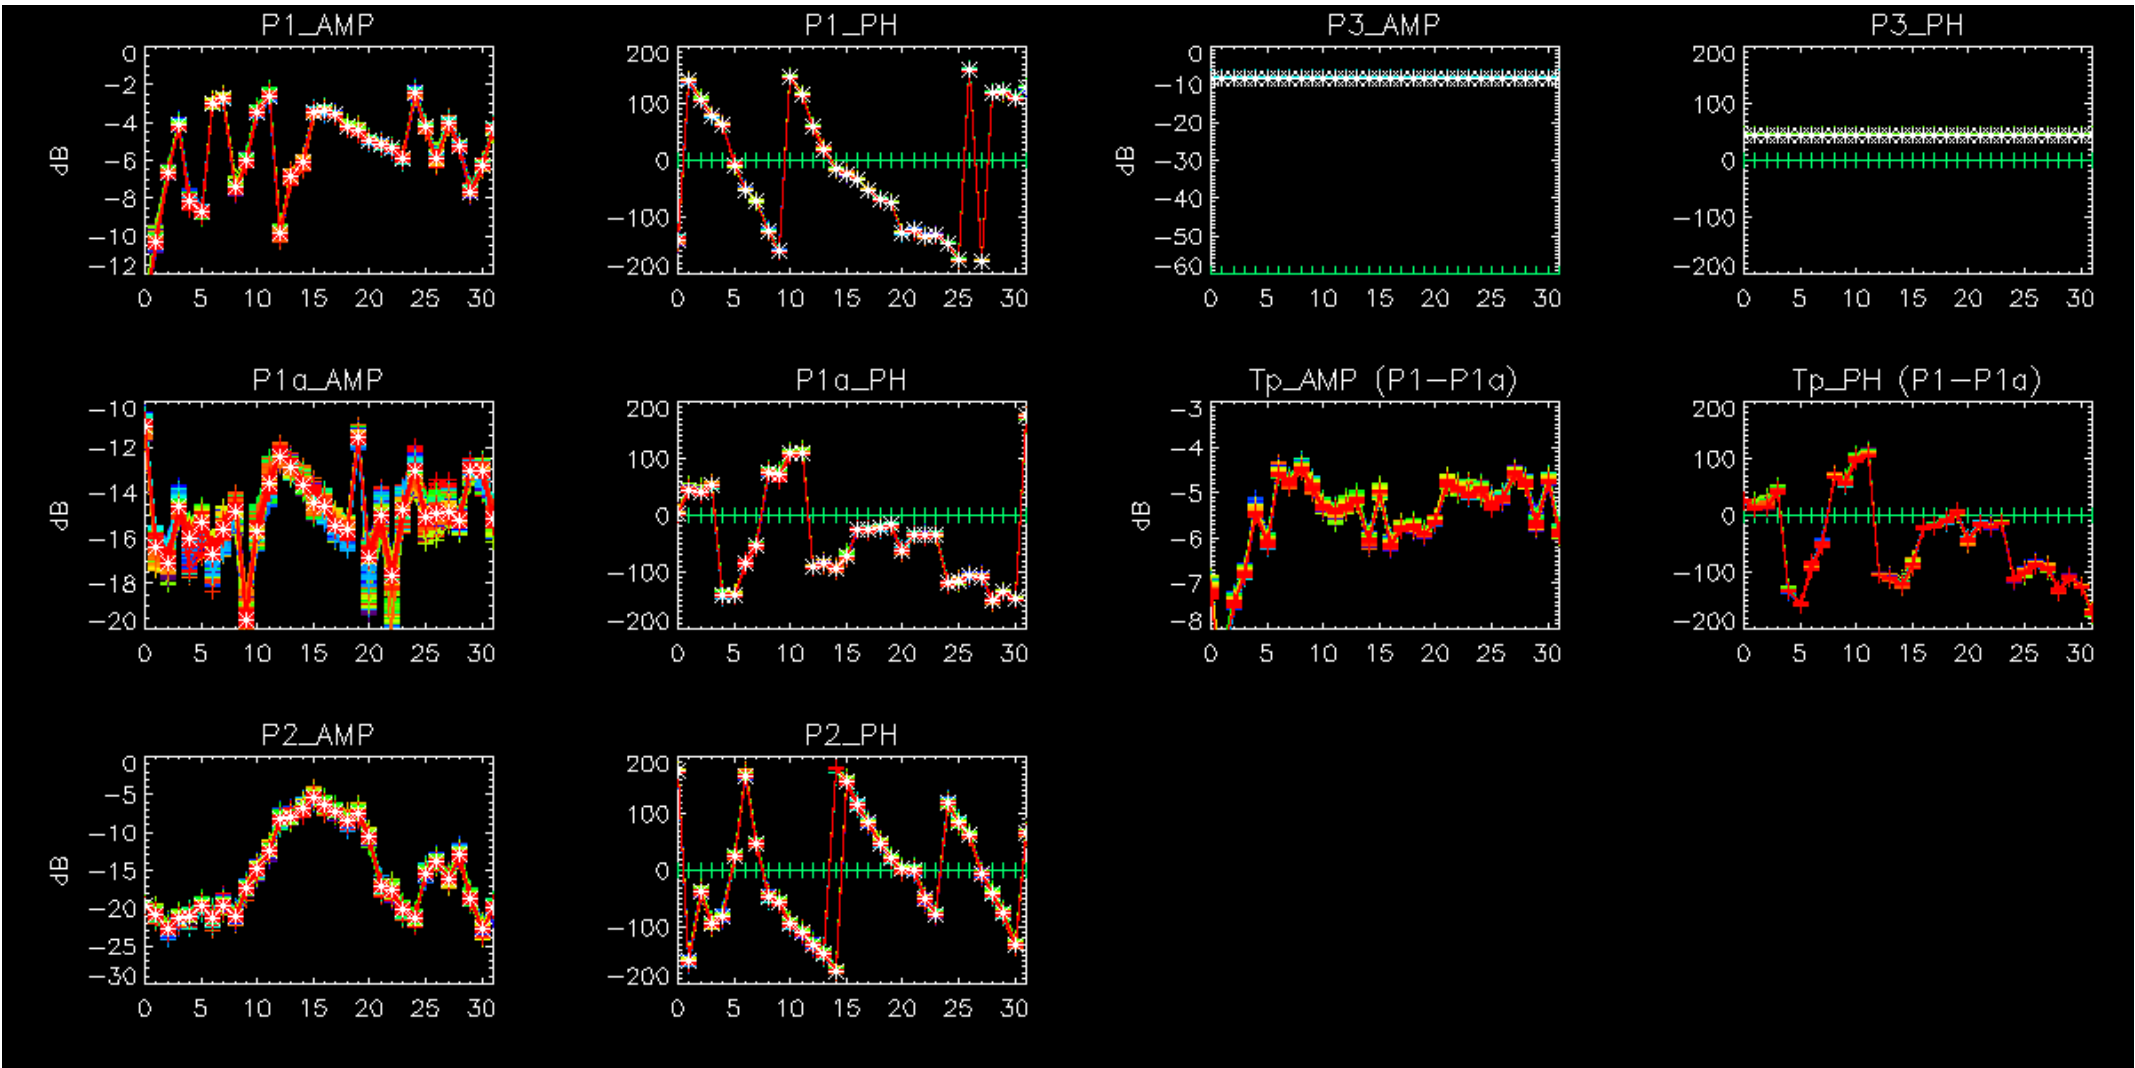 P1_AMP
P1_PH
P3_AMP
P3_PH
0
−2
−4
−6
−8
−10
−12
dB
0 5 10 15 20 25 30
200
100
0
−100
−200
0 5 10 15 20 25 30
0
−10
−20
−30
−40
−50
−60
dB
0 5 10 15 20 25 30
200
100
0
−100
−200
0 5 10 15 20 25 30
P1a_AMP
P1a_PH
Tp_AMP (P1−P1a)
Tp_PH (P1−P1a)
−10
−12
−14
−16
−18
−20
dB
0 5 10 15 20 25 30
200
100
0
−100
−200
0 5 10 15 20 25 30
−3
−4
−5
−6
−7
−8
dB
0 5 10 15 20 25 30
200
100
0
−100
−200
0 5 10 15 20 25 30
P2_AMP
P2_PH
0
−5
−10
−15
−20
−25
−30
dB
0 5 10 15 20 25 30
200
100
0
−100
−200
0 5 10 15 20 25 30